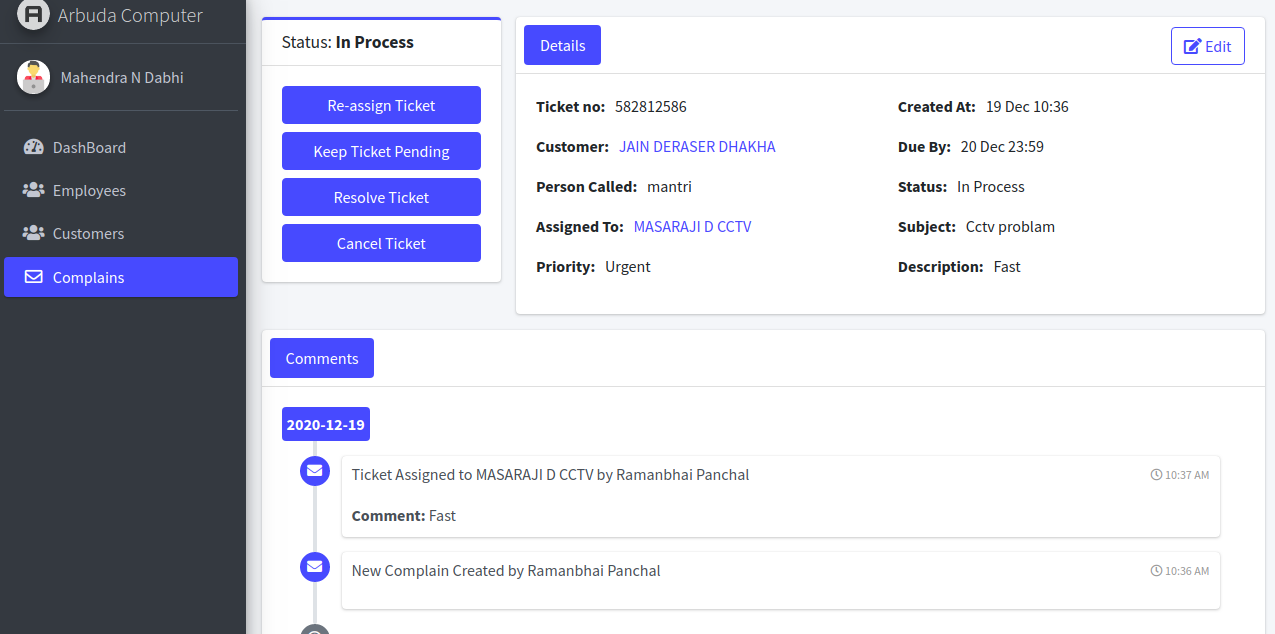 Arbuda Computer
Mahendra N Dabhi
DashBoard
Employees
Customers
Complains
Status: In Process
Re-assign Ticket
Keep Ticket Pending
Resolve Ticket
Cancel Ticket
Details
Edit
Ticket no: 582812586
Customer: JAIN DERASER DHAKHA
Person Called: mantri
Assigned To: MASARAJI D CCTV
Priority: Urgent
Created At: 19 Dec 10:36
Due By: 20 Dec 23:59
Status: In Process
Subject: Cctv problam
Description: Fast
Comments
2020-12-19
Ticket Assigned to MASARAJI D CCTV by Ramanbhai Panchal
10:37 AM
Comment: Fast
New Complain Created by Ramanbhai Panchal
10:36 AM